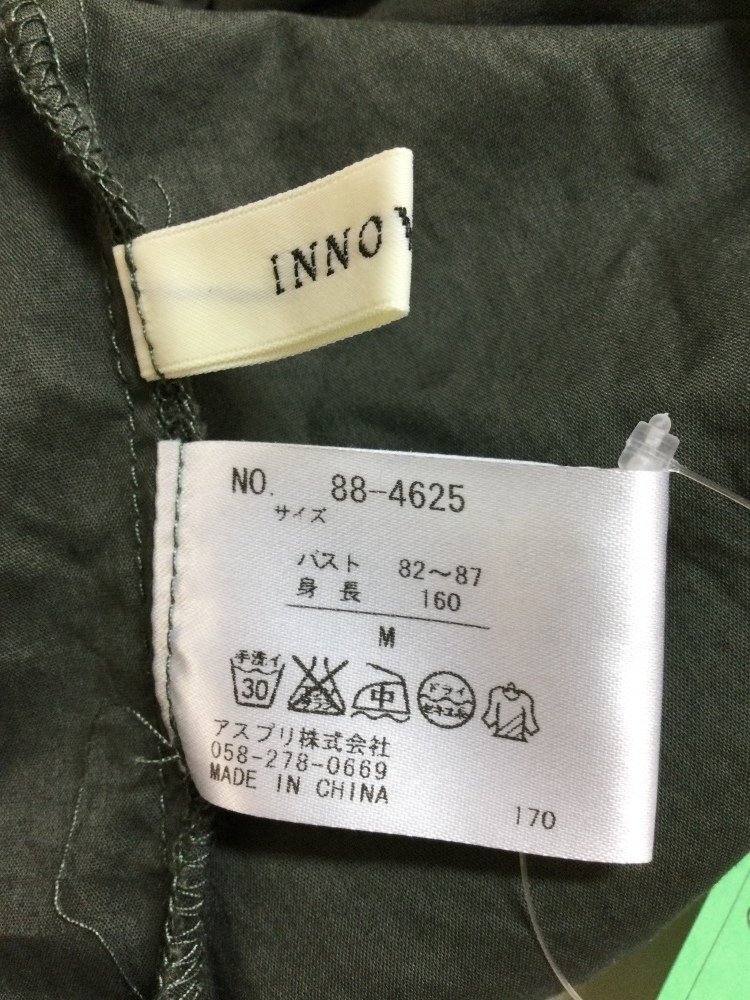 INNO
NO. 88-4625
サイズ
バスト 82～87
身長 160
M
手洗イ
30
中
ドライ
アスプリ株式会社
058-278-0669
MADE IN CHINA
170